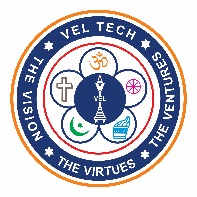 VEL TECH
THE VISION
THE VENTURES
THE VIRTUES
ॐ
VEL